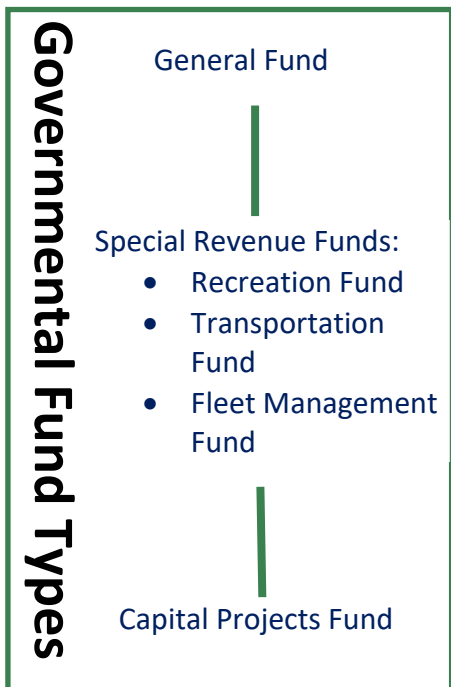 Governmental Fund Types
General Fund
Special Revenue Funds:
• Recreation Fund
• Transportation
Fund
• Fleet Management
Fund
Capital Projects Fund